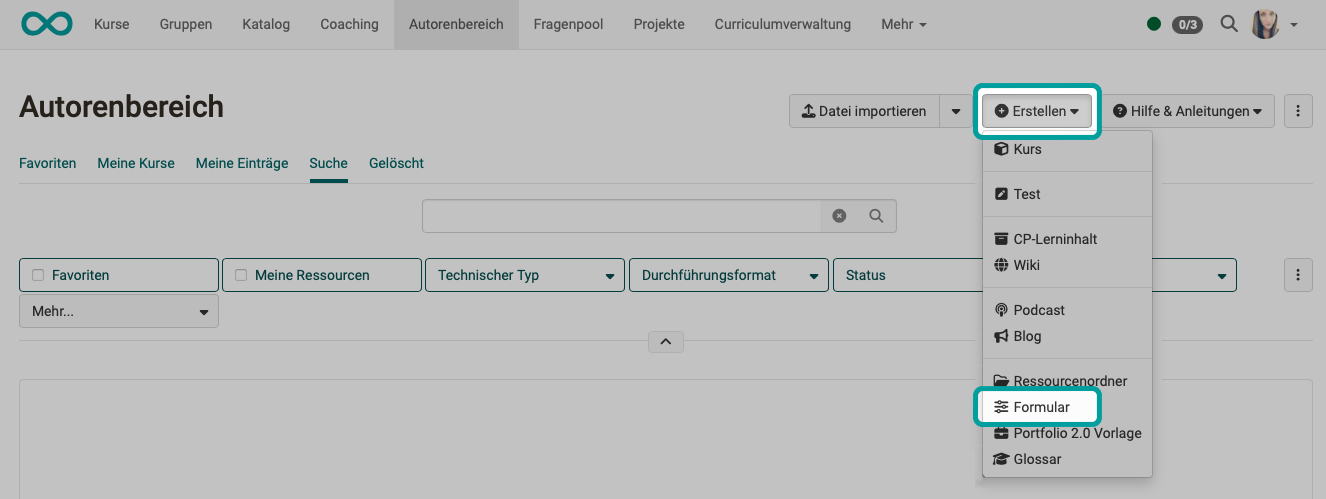 Kurse Gruppen Katalog Coaching Autorenbereich Fragenpool Projekte Curriculumverwaltung Mehr 0/3
Autorenbereich
Datei importieren Erstellen Hilfe & Anleitungen
Favoriten Meine Kurse Meine Einträge Suche Gelöscht
Favoriten Meine Ressourcen Technischer Typ Durchführungsformat Status
Mehr...
Kurs
Test
CP-Lerninhalt
Wiki
Podcast
Blog
Ressourcenordner
Formular
Portfolio 2.0 Vorlage
Glossar